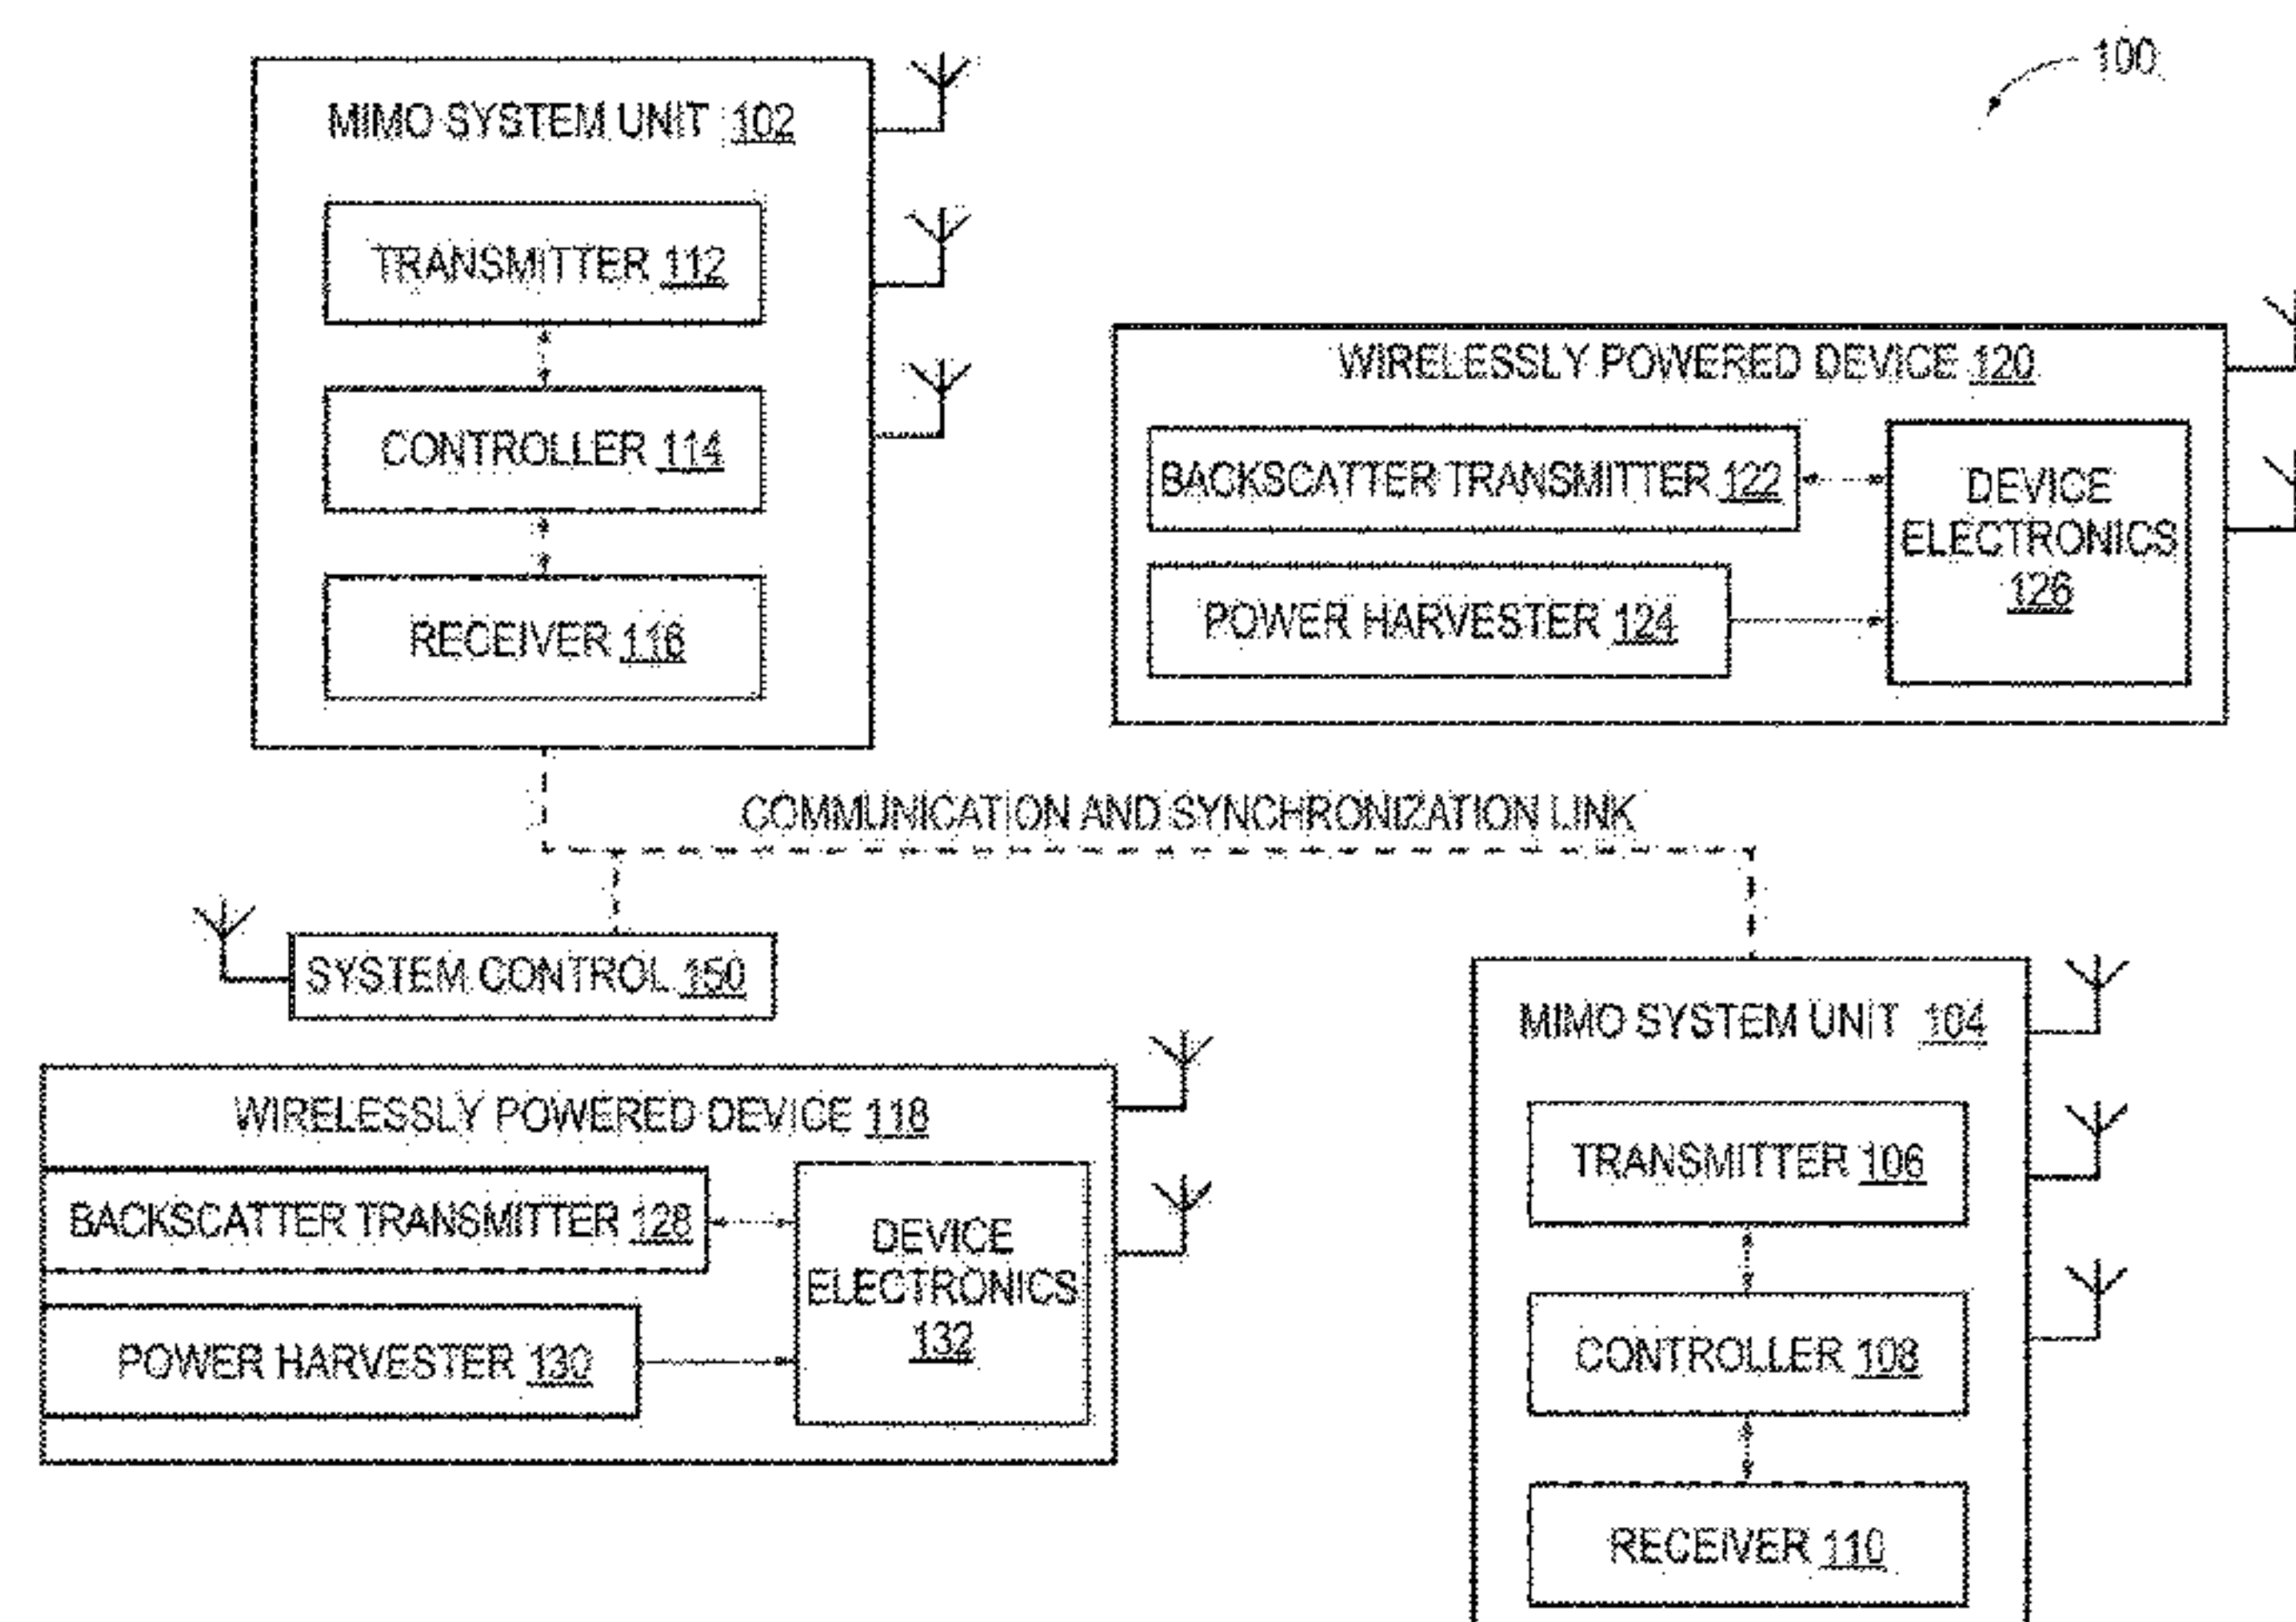 100
MIMO SYSTEM UNIT 102
TRANSMITTER 112
CONTROLLER 114
RECEIVER 116
WIRELESSLY POWERED DEVICE 120
BACKSCATTER TRANSMITTER 122
POWER HARVESTER 124
DEVICE
ELECTRONICS
126
COMMUNICATION AND SYNCHRONIZATION LINK
SYSTEM CONTROL 150
WIRELESSLY POWERED DEVICE 118
BACKSCATTER TRANSMITTER 128
POWER HARVESTER 130
DEVICE
ELECTRONICS
132
MIMO SYSTEM UNIT 104
TRANSMITTER 106
CONTROLLER 108
RECEIVER 110